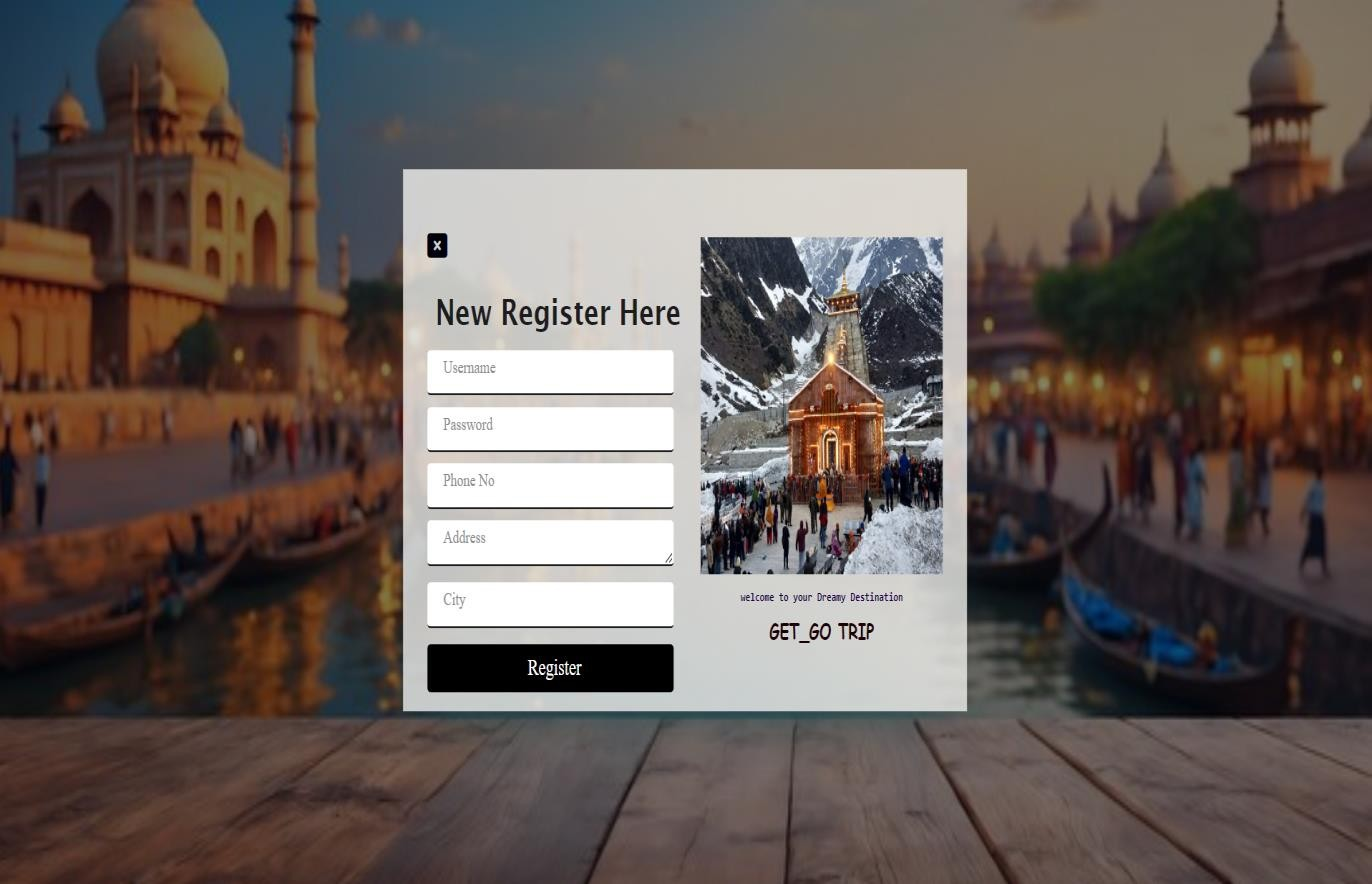 x
New Register Here
Username
Password
Phone No
Address
City
Register
welcome to your Dreamy Destination
GET_GO TRIP